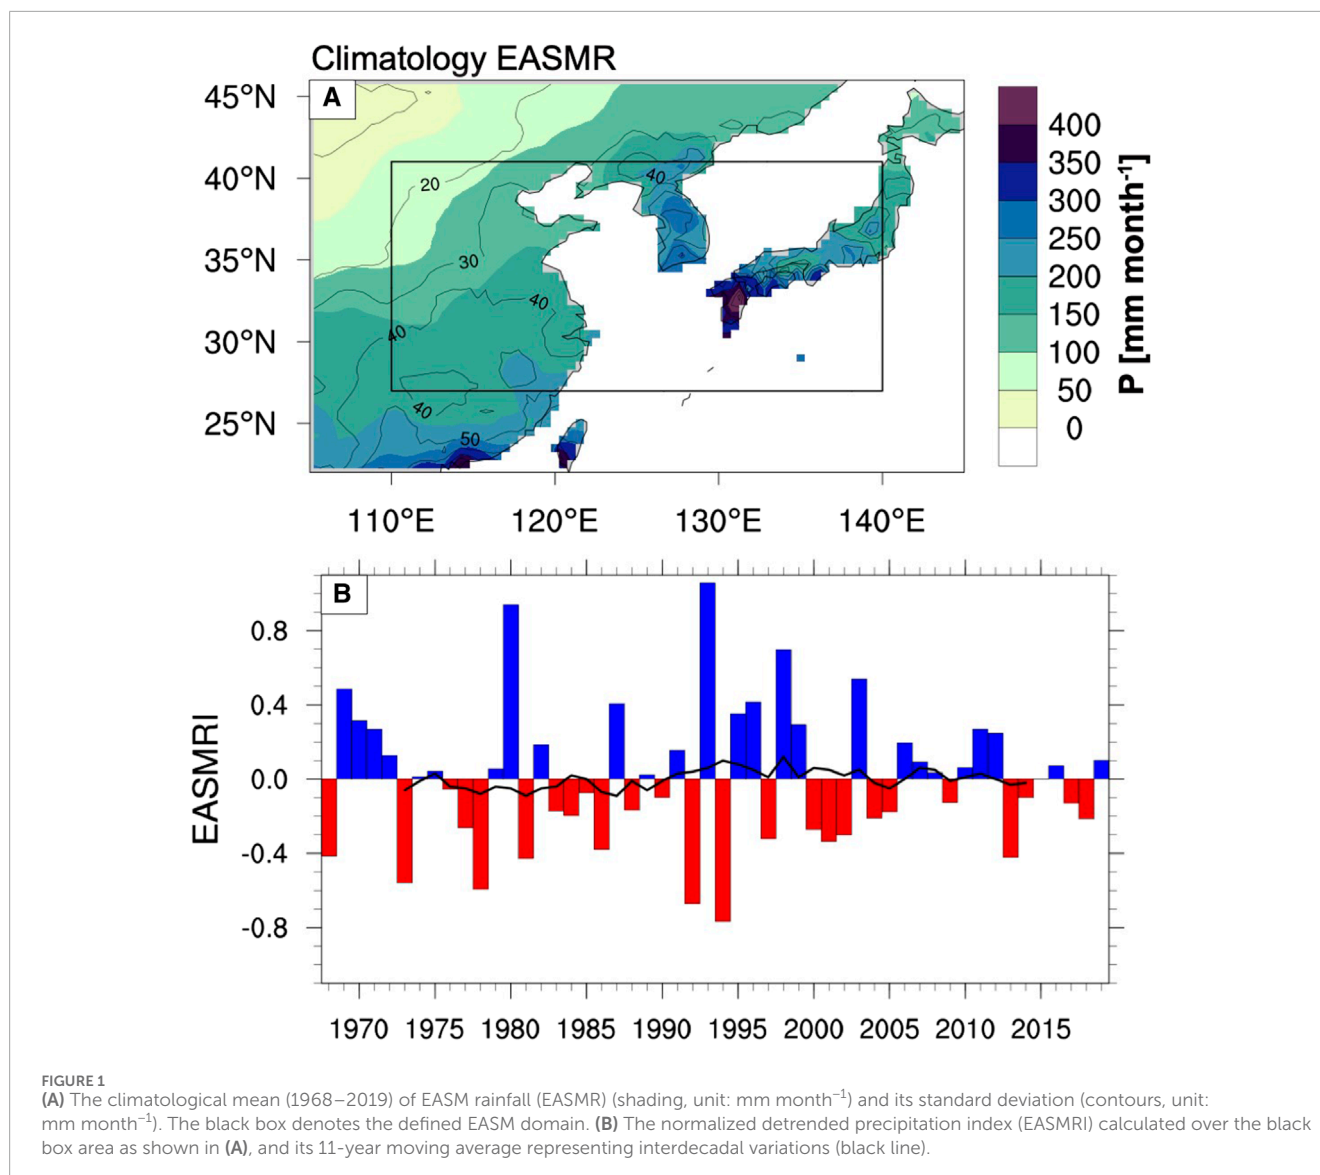 Climatology EASMR
A
45°N
40°N
35°N
30°N
25°N
20
40
30
40
40
40
50
110°E 120°E 130°E 140°E
400
350
300
250
200
150
100
50
0
P [mm month-1]
B
EASMRI
0.8
0.4
0.0
-0.4
-0.8
1970 1975 1980 1985 1990 1995 2000 2005 2010 2015
FIGURE 1
(A) The climatological mean (1968–2019) of EASM rainfall (EASMR) (shading, unit: mm month⁻¹) and its standard deviation (contours, unit:
mm month⁻¹). The black box denotes the defined EASM domain. (B) The normalized detrended precipitation index (EASMRI) calculated over the black
box area as shown in (A), and its 11-year moving average representing interdecadal variations (black line).